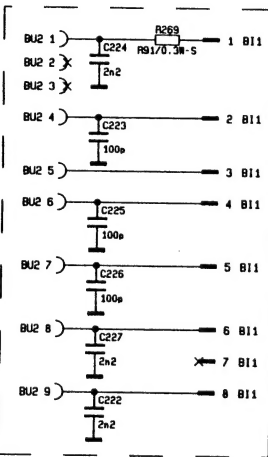 R269
BU2 1 1 BI1
C224 R91/0.3W-S
BU2 2 2n2
BU2 3
BU2 4 2 BI1
C223
100p
BU2 5 3 BI1
BU2 6 4 BI1
C225
100p
BU2 7 5 BI1
C226
100p
BU2 8 6 BI1
C227
2n2 7 BI1
BU2 9 8 BI1
C222
2n2